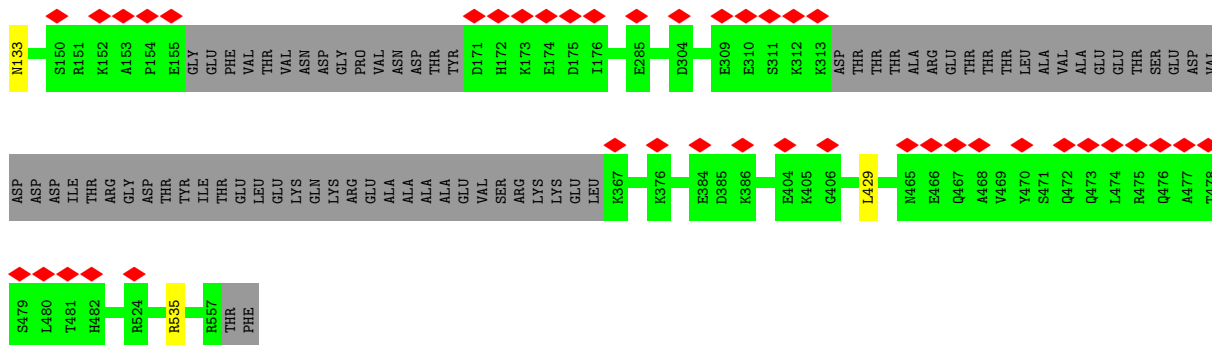 N133 S150 R151 K152 A153 P154 E155 GLY GLU PHE VAL THR VAL ASN ASP GLY PRO VAL ASN ASP THR TYR D171 H172 K173 E174 D175 I176 E285 D304 E309 E310 S311 K312 K313 ASP THR THR THR ALA ARG GLU THR THR THR LEU ALA VAL ALA GLU GLU THR SER GLU ASP VAL
ASP ASP ASP ILE THR ARG GLY ASP THR TYR ILE THR GLU LEU GLU LYS GLN LYS ARG GLU ALA ALA ALA ALA GLU VAL SER ARG LYS LYS GLU LEU K367 K376 E384 D385 K386 E404 K405 G406 L429 N465 E466 Q467 A468 V469 Y470 S471 Q472 Q473 L474 R475 Q476 A477 T478
S479 L480 T481 H482 R524 R535 R557 THR PHE